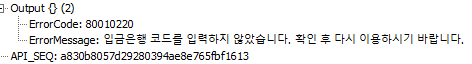 Output {} (2)
ErrorCode: 80010220
ErrorMessage: 입금은행 코드를 입력하지 않았습니다. 확인 후 다시 이용하시기 바랍니다.
API_SEQ: a830b8057d29280394ae8e765fbf1613